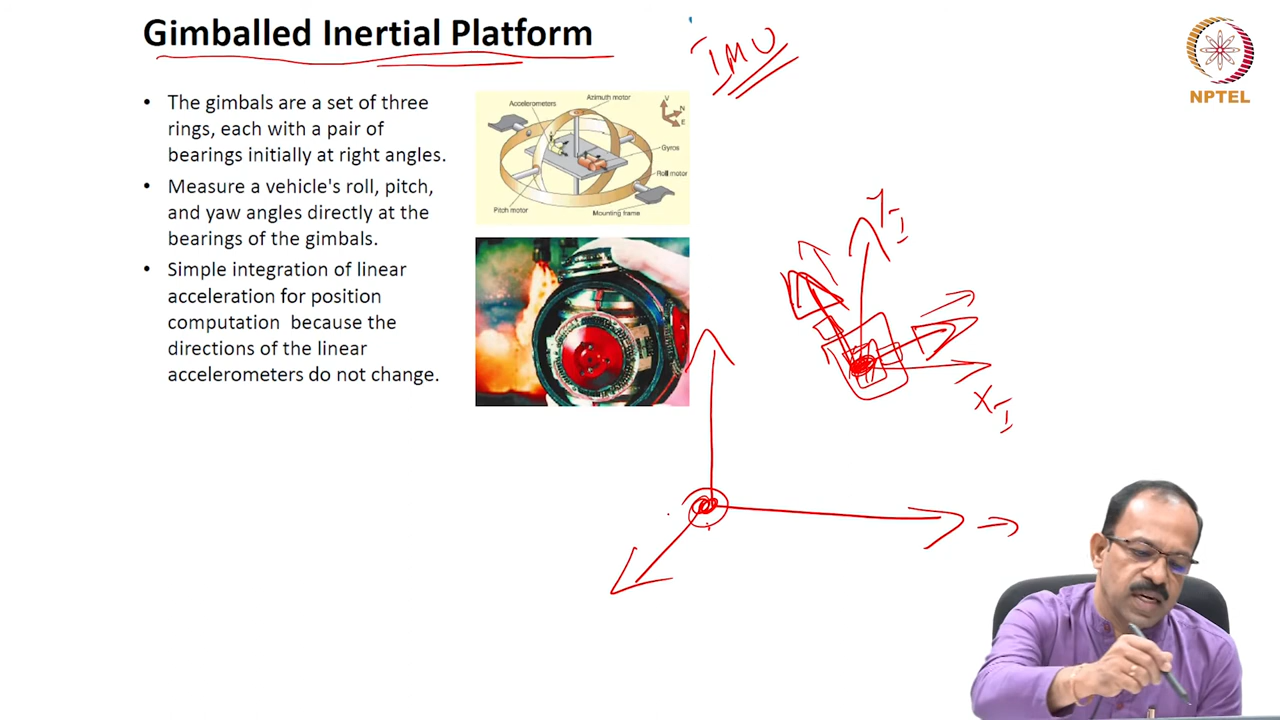 Gimballed Inertial Platform
IMU
NPTEL
• The gimbals are a set of three
rings, each with a pair of
bearings initially at right angles.
• Measure a vehicle's roll, pitch,
and yaw angles directly at the
bearings of the gimbals.
• Simple integration of linear
acceleration for position
computation because the
directions of the linear
accelerometers do not change.
Accelerometers
Azimuth motor
V
N
E
Gyros
Roll motor
Pitch motor
Mounting frame
Y_I
X_I